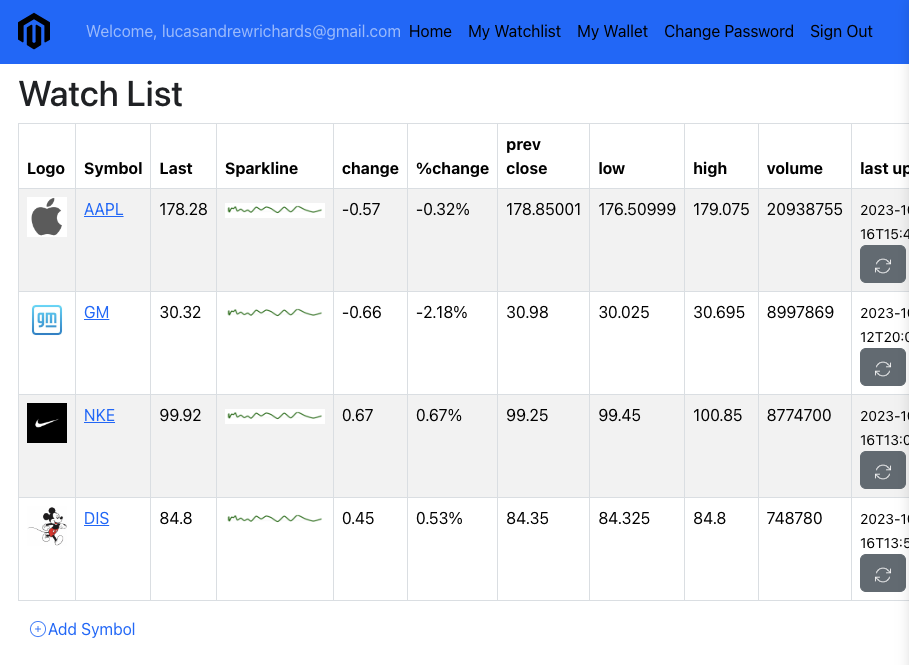 Welcome, lucasandrewrichards@gmail.com Home My Watchlist My Wallet Change Password Sign Out
Watch List
Logo Symbol Last Sparkline change %change prev close low high volume last up
AAPL 178.28 -0.57 -0.32% 178.85001 176.50999 179.075 20938755 2023-10
16T15:4
gm GM 30.32 -0.66 -2.18% 30.98 30.025 30.695 8997869 2023-10
12T20:0
NKE 99.92 0.67 0.67% 99.25 99.45 100.85 8774700 2023-10
16T13:0
DIS 84.8 0.45 0.53% 84.35 84.325 84.8 748780 2023-10
16T13:5
Add Symbol